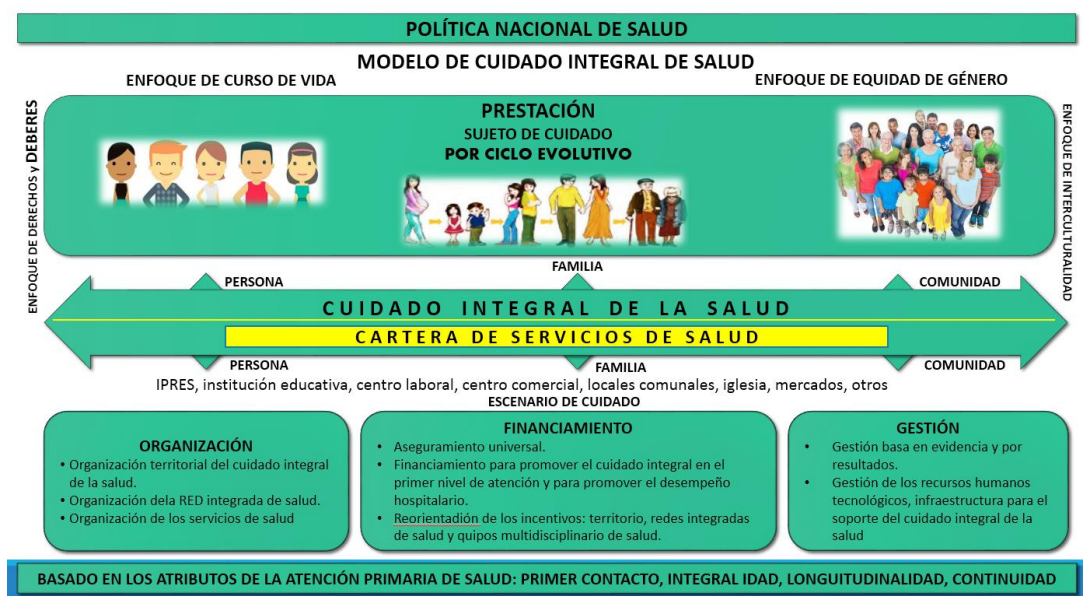 POLÍTICA NACIONAL DE SALUD
MODELO DE CUIDADO INTEGRAL DE SALUD
ENFOQUE DE CURSO DE VIDA
ENFOQUE DE EQUIDAD DE GÉNERO
ENFOQUE DE DERECHOS y DEBERES
PRESTACIÓN
SUJETO DE CUIDADO
POR CICLO EVOLUTIVO
ENFOQUE DE INTERCULTURALIDAD
PERSONA
FAMILIA
COMUNIDAD
CUIDADO INTEGRAL DE LA SALUD
CARTERA DE SERVICIOS DE SALUD
PERSONA
FAMILIA
COMUNIDAD
IPRES, institución educativa, centro laboral, centro comercial, locales comunales, iglesia, mercados, otros
ESCENARIO DE CUIDADO
ORGANIZACIÓN
• Organización territorial del cuidado integral
de la salud.
• Organización dela RED integrada de salud.
• Organización de los servicios de salud
FINANCIAMIENTO
• Aseguramiento universal.
• Financiamiento para promover el cuidado integral en el
primer nivel de atención y para promover el desempeño
hospitalario.
• Reorientadión de los incentivos: territorio, redes integradas
de salud y quipos multidisciplinario de salud.
GESTIÓN
• Gestión basa en evidencia y por
resultados.
• Gestión de los recursos humanos
tecnológicos, infraestructura para el
soporte del cuidado integral de la
salud
BASADO EN LOS ATRIBUTOS DE LA ATENCIÓN PRIMARIA DE SALUD: PRIMER CONTACTO, INTEGRAL IDAD, LONGUITUDINALIDAD, CONTINUIDAD